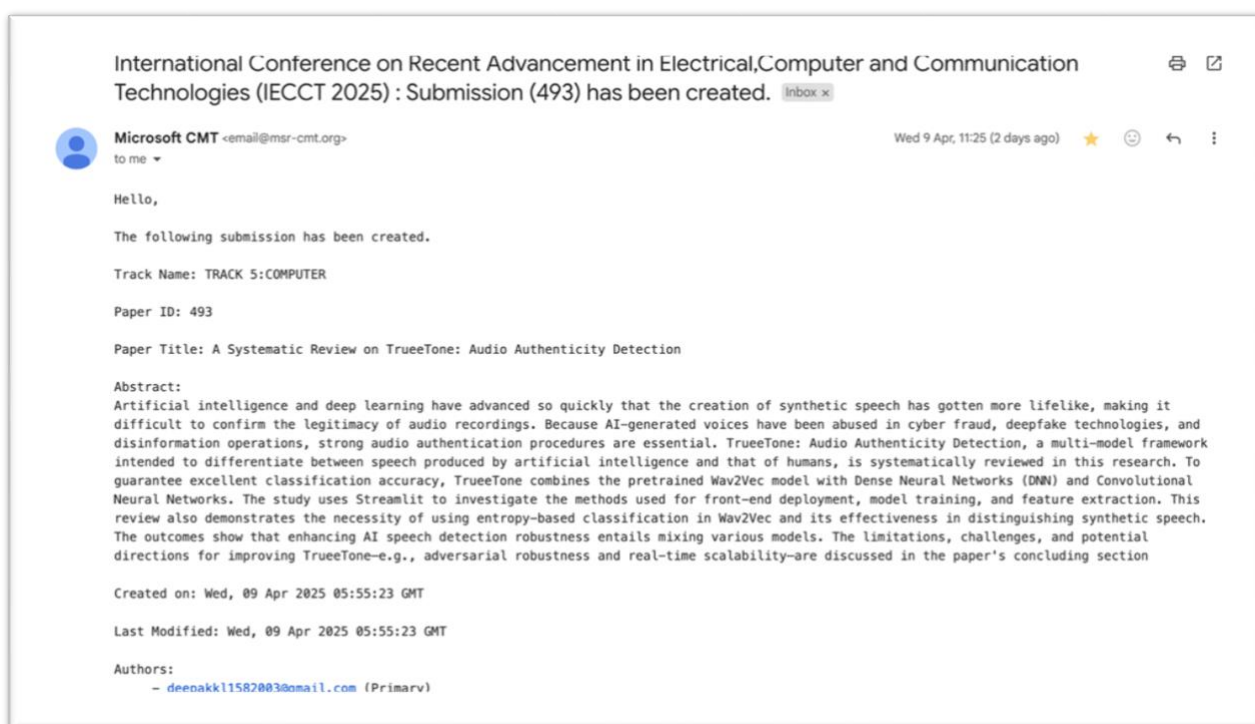 International Conference on Recent Advancement in Electrical,Computer and Communication
Technologies (IECCT 2025) : Submission (493) has been created. Inbox x
Microsoft CMT <email@msr-cmt.org>
Wed 9 Apr, 11:25 (2 days ago)
to me
Hello,
The following submission has been created.
Track Name: TRACK 5:COMPUTER
Paper ID: 493
Paper Title: A Systematic Review on TrueeTone: Audio Authenticity Detection
Abstract:
Artificial intelligence and deep learning have advanced so quickly that the creation of synthetic speech has gotten more lifelike, making it
difficult to confirm the legitimacy of audio recordings. Because AI-generated voices have been abused in cyber fraud, deepfake technologies, and
disinformation operations, strong audio authentication procedures are essential. TrueeTone: Audio Authenticity Detection, a multi-model framework
intended to differentiate between speech produced by artificial intelligence and that of humans, is systematically reviewed in this research. To
guarantee excellent classification accuracy, TrueeTone combines the pretrained Wav2Vec model with Dense Neural Networks (DNN) and Convolutional
Neural Networks. The study uses Streamlit to investigate the methods used for front-end deployment, model training, and feature extraction. This
review also demonstrates the necessity of using entropy-based classification in Wav2Vec and its effectiveness in distinguishing synthetic speech.
The outcomes show that enhancing AI speech detection robustness entails mixing various models. The limitations, challenges, and potential
directions for improving TrueeTone—e.g., adversarial robustness and real-time scalability—are discussed in the paper's concluding section
Created on: Wed, 09 Apr 2025 05:55:23 GMT
Last Modified: Wed, 09 Apr 2025 05:55:23 GMT
Authors:
- deepakkl1582003@gmail.com (Primary)